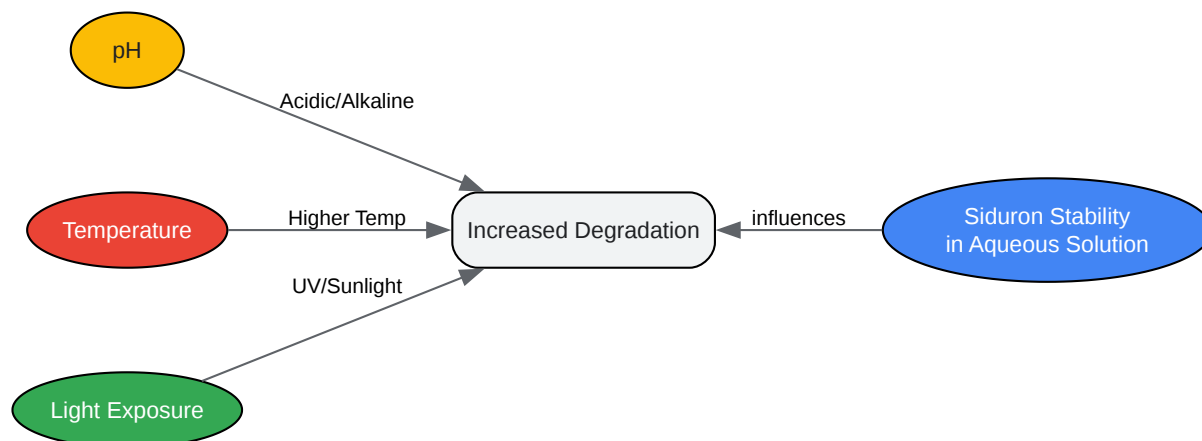 pH
Acidic/Alkaline
Temperature
Higher Temp
Increased Degradation
influences
Siduron Stability
in Aqueous Solution
UV/Sunlight
Light Exposure